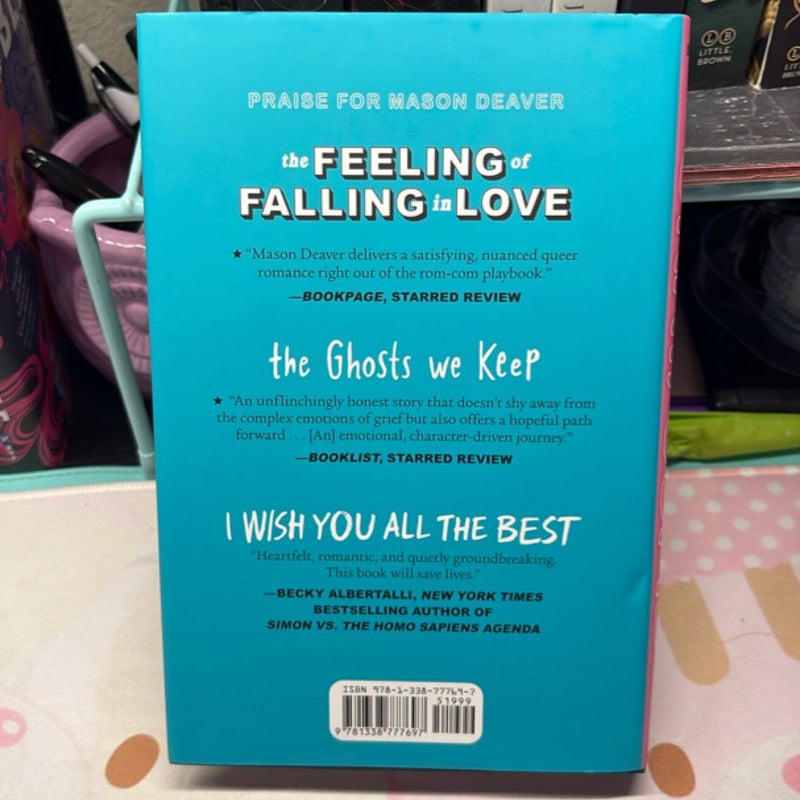 PRAISE FOR MASON DEAVER
the FEELING of
FALLING in LOVE
★ “Mason Deaver delivers a satisfying, nuanced queer
romance right out of the rom-com playbook.”
—BOOKPAGE, STARRED REVIEW
the Ghosts we Keep
★ “An unflinchingly honest story that doesn’t shy away from
the complex emotions of grief but also offers a hopeful path
forward . . . [An] emotional, character-driven journey.”
—BOOKLIST, STARRED REVIEW
I WISH YOU ALL THE BEST
“Heartfelt, romantic, and quietly groundbreaking.
This book will save lives.”
—BECKY ALBERTALLI, NEW YORK TIMES
BESTSELLING AUTHOR OF
SIMON VS. THE HOMO SAPIENS AGENDA
ISBN 978-1-338-77769-7
51999
9 781338 777697
LB
LITTLE,
BROWN